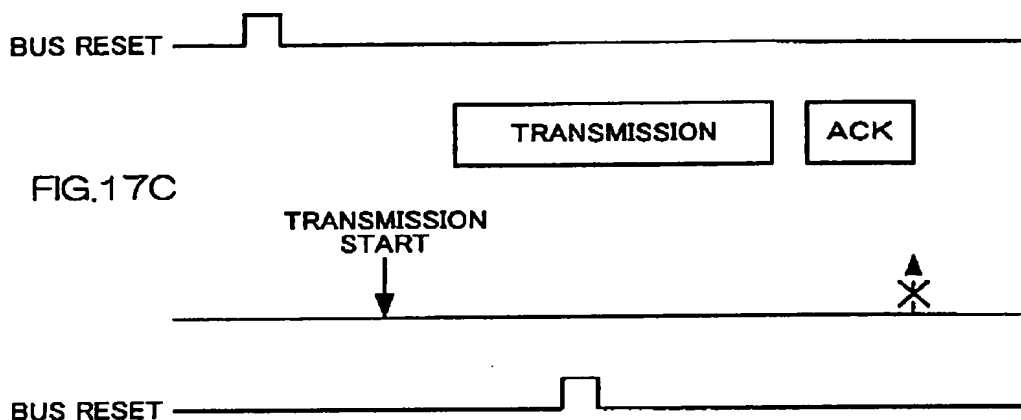 BUS RESET
TRANSMISSION ACK
FIG.17C
TRANSMISSION
START
BUS RESET